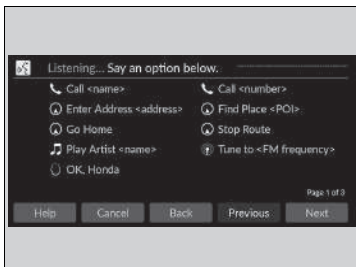 Listening... Say an option below.
Call <name>
Call <number>
Enter Address <address>
Find Place <POI>
Go Home
Stop Route
Play Artist <name>
Tune to <FM frequency>
OK, Honda
Page 1 of 3
Help Cancel Back Previous Next